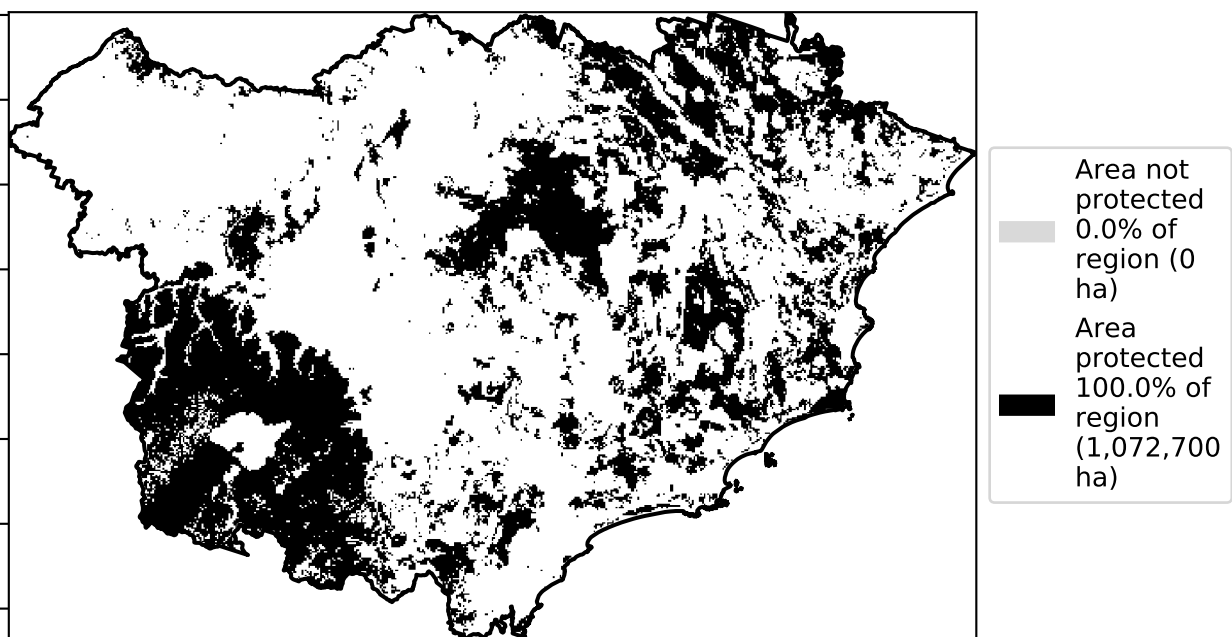 Area not
protected
0.0% of
region (0
ha)
Area
protected
100.0% of
region
(1,072,700
ha)